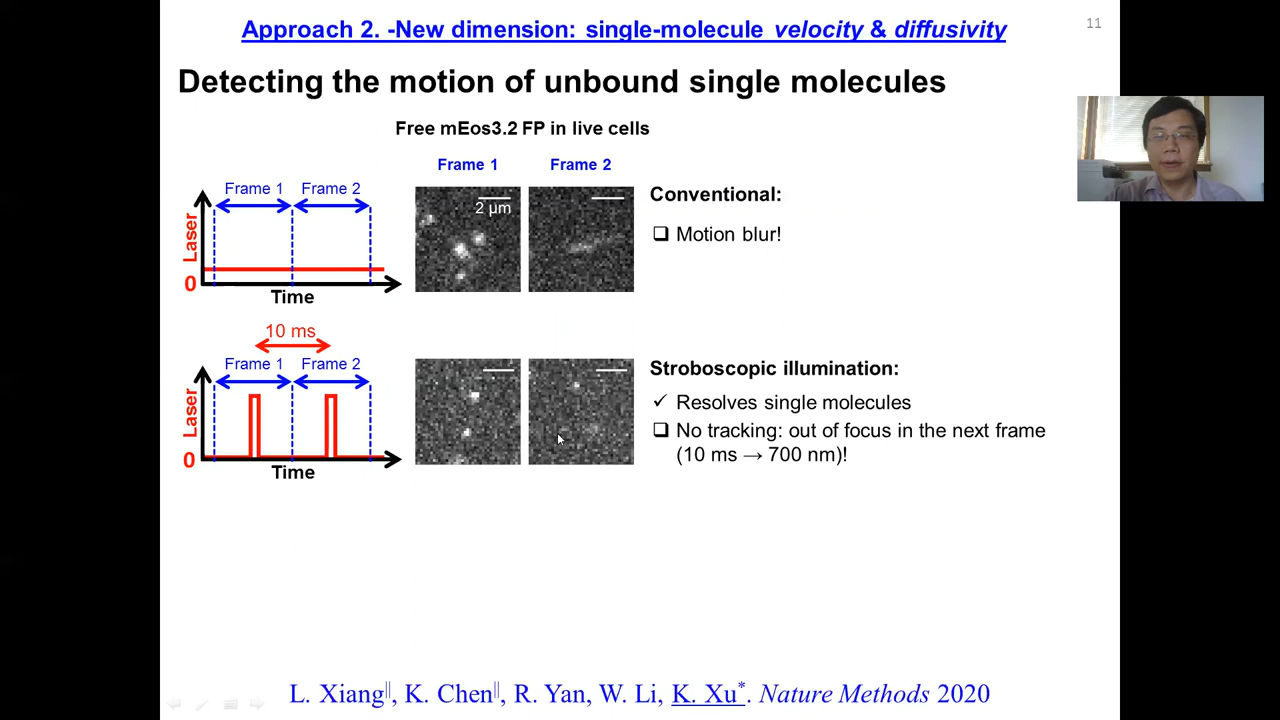 Approach 2. -New dimension: single-molecule velocity & diffusivity
11
Detecting the motion of unbound single molecules
Free mEos3.2 FP in live cells
Frame 1
Frame 2
Frame 1
Frame 2
Laser
0
Time
2 µm
Conventional:
❑ Motion blur!
10 ms
Frame 1
Frame 2
Laser
0
Time
Stroboscopic illumination:
✓ Resolves single molecules
❑ No tracking: out of focus in the next frame
(10 ms → 700 nm)!
L. Xiang||, K. Chen||, R. Yan, W. Li, K. Xu*. Nature Methods 2020